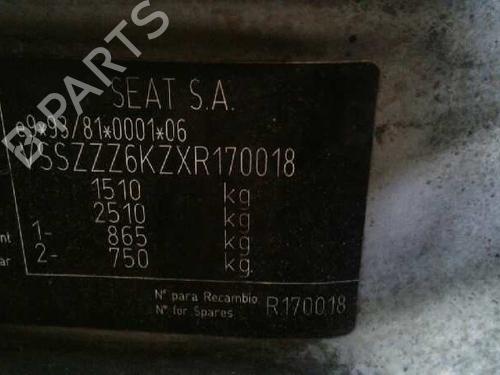 B-PARTS
SEAT S.A.
e9*93/81*0001*06
VSSZZZ6KZXR170018
1510 kg
2510 kg
1- 865 kg
2- 750 kg.
Nº para Recambio
Nº for Spares R170018